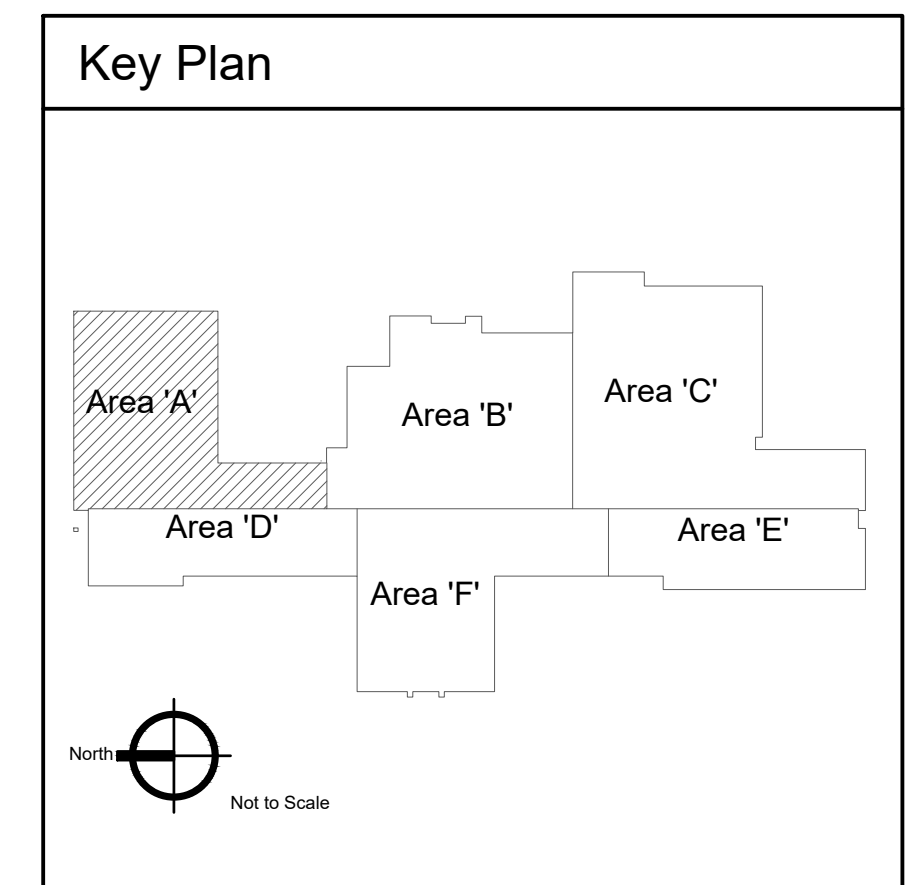 Key Plan
Area 'A'
Area 'B'
Area 'C'
Area 'D'
Area 'E'
Area 'F'
North
Not to Scale